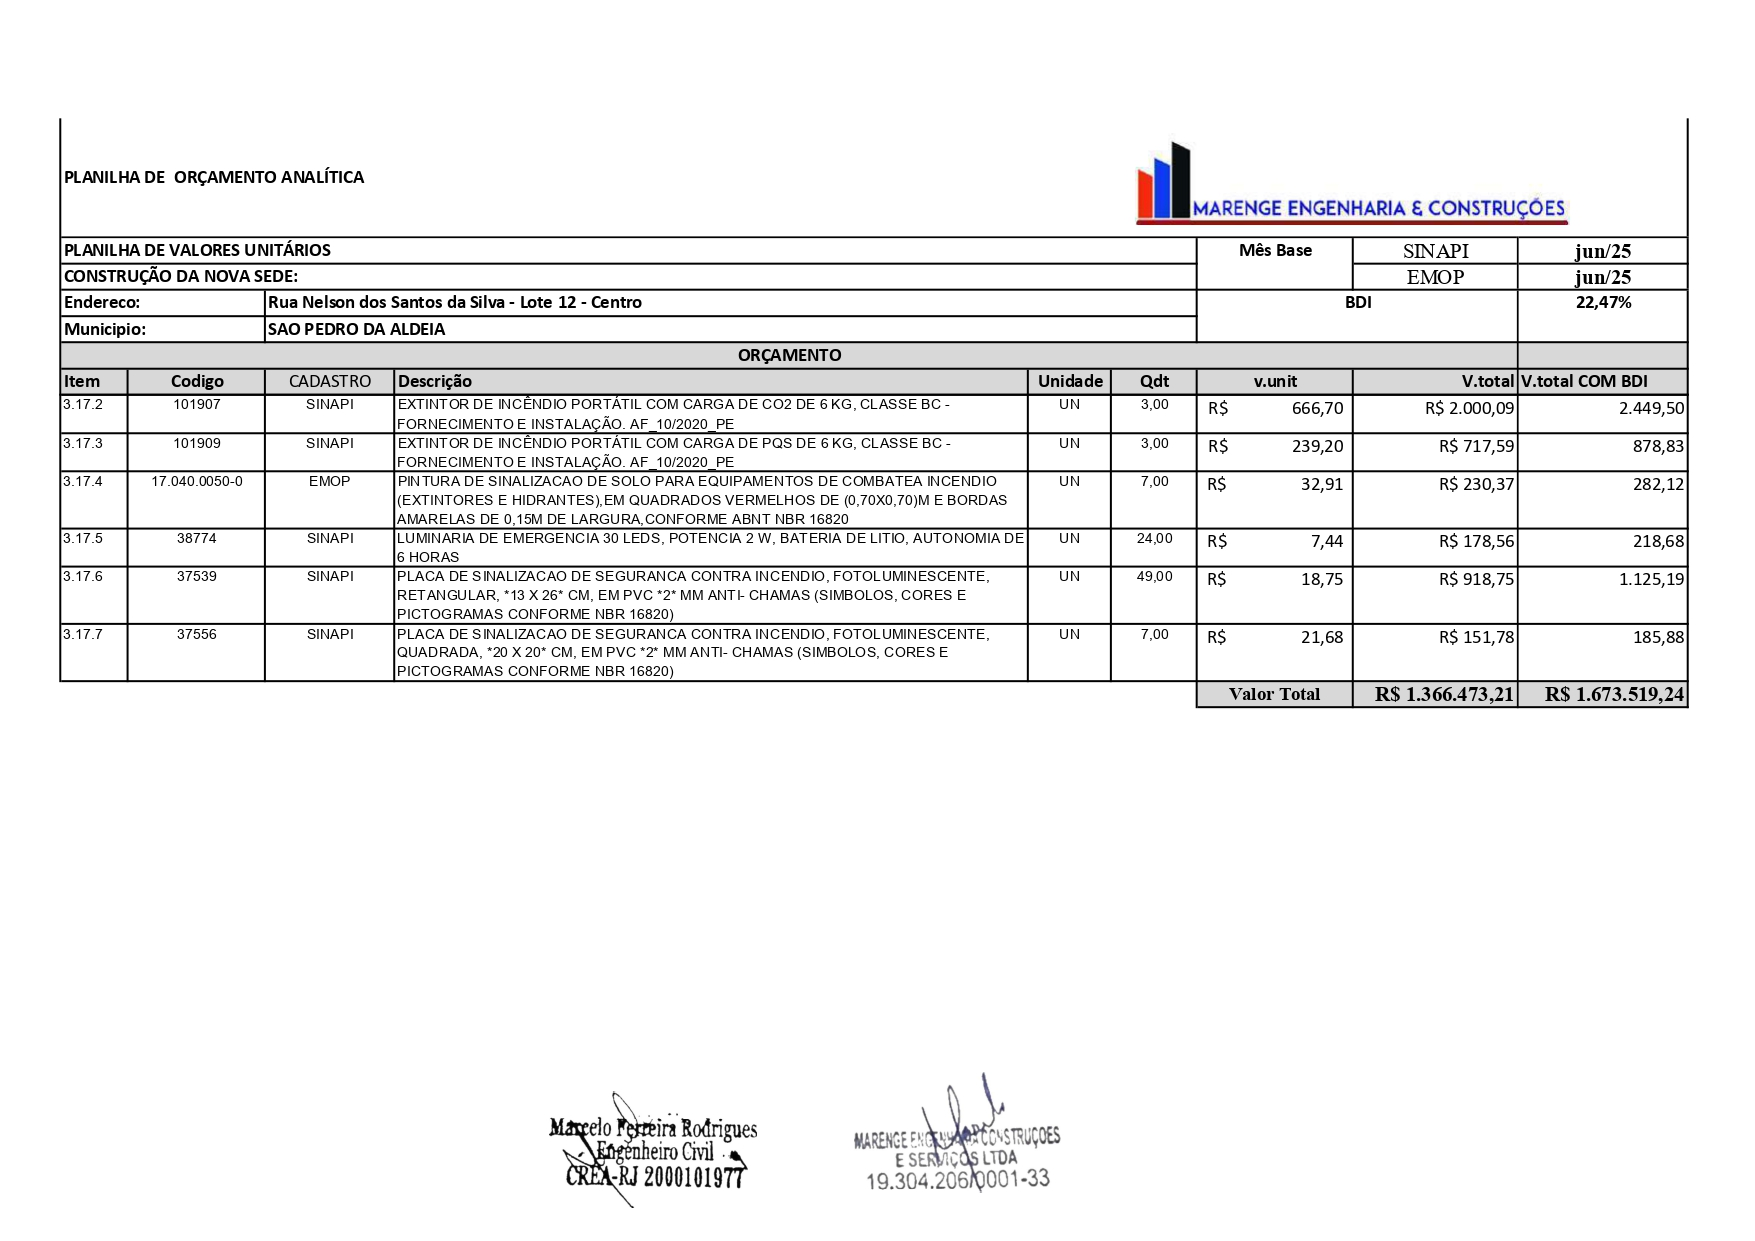 PLANILHA DE ORÇAMENTO ANALÍTICA
MARENGE ENGENHARIA & CONSTRUÇÕES
PLANILHA DE VALORES UNITÁRIOS Mês Base SINAPI jun/25
CONSTRUÇÃO DA NOVA SEDE: EMOP jun/25
Endereco: Rua Nelson dos Santos da Silva - Lote 12 - Centro BDI 22,47%
Municipio: SAO PEDRO DA ALDEIA
ORÇAMENTO
Item Codigo CADASTRO Descrição Unidade Qdt v.unit V.total V.total COM BDI
3.17.2 101907 SINAPI EXTINTOR DE INCÊNDIO PORTÁTIL COM CARGA DE CO2 DE 6 KG, CLASSE BC - UN 3,00 R$ 666,70 R$ 2.000,09 2.449,50
FORNECIMENTO E INSTALAÇÃO. AF_10/2020_PE
3.17.3 101909 SINAPI EXTINTOR DE INCÊNDIO PORTÁTIL COM CARGA DE PQS DE 6 KG, CLASSE BC - UN 3,00 R$ 239,20 R$ 717,59 878,83
FORNECIMENTO E INSTALAÇÃO. AF_10/2020_PE
3.17.4 17.040.0050-0 EMOP PINTURA DE SINALIZACAO DE SOLO PARA EQUIPAMENTOS DE COMBATEA INCENDIO UN 7,00 R$ 32,91 R$ 230,37 282,12
(EXTINTORES E HIDRANTES),EM QUADRADOS VERMELHOS DE (0,70X0,70)M E BORDAS
AMARELAS DE 0,15M DE LARGURA,CONFORME ABNT NBR 16820
3.17.5 38774 SINAPI LUMINARIA DE EMERGENCIA 30 LEDS, POTENCIA 2 W, BATERIA DE LITIO, AUTONOMIA DE UN 24,00 R$ 7,44 R$ 178,56 218,68
6 HORAS
3.17.6 37539 SINAPI PLACA DE SINALIZACAO DE SEGURANCA CONTRA INCENDIO, FOTOLUMINESCENTE, UN 49,00 R$ 18,75 R$ 918,75 1.125,19
RETANGULAR, *13 X 26* CM, EM PVC *2* MM ANTI- CHAMAS (SIMBOLOS, CORES E
PICTOGRAMAS CONFORME NBR 16820)
3.17.7 37556 SINAPI PLACA DE SINALIZACAO DE SEGURANCA CONTRA INCENDIO, FOTOLUMINESCENTE, UN 7,00 R$ 21,68 R$ 151,78 185,88
QUADRADA, *20 X 20* CM, EM PVC *2* MM ANTI- CHAMAS (SIMBOLOS, CORES E
PICTOGRAMAS CONFORME NBR 16820)
Valor Total R$ 1.366.473,21 R$ 1.673.519,24
Marcelo Ferreira Rodrigues
Engenheiro Civil
CREA-RJ 2000101977
MARENGE ENGENHARIA CONSTRUÇOES
E SERVIÇOS LTDA
19.304.206/0001-33